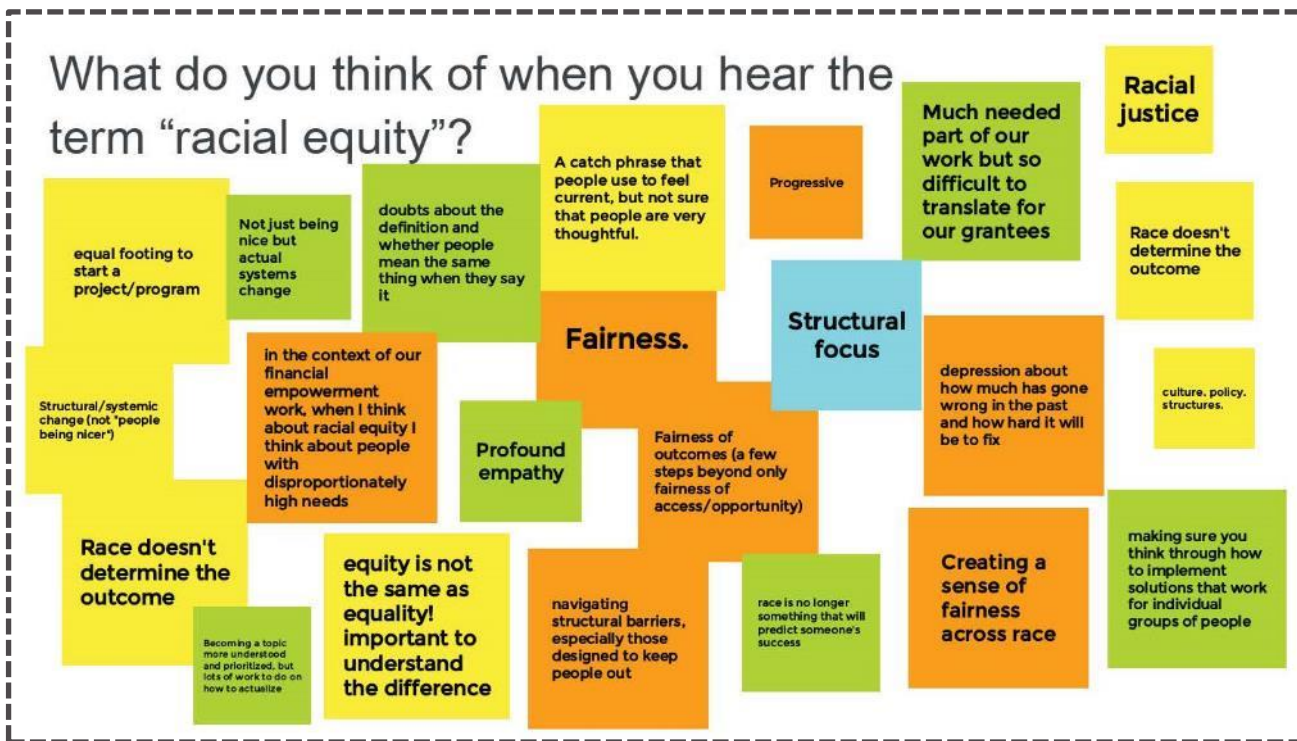 What do you think of when you hear the
term “racial equity”?
equal footing to
start a
project/program
Not just being
nice but
actual
systems
change
doubts about the
definition and
whether people
mean the same
thing when they say
it
A catch phrase that
people use to feel
current, but not sure
that people are very
thoughtful.
Progressive
Much needed
part of our
work but so
difficult to
translate for
our grantees
Racial
justice
Race doesn't
determine the
outcome
Structural/systemic
change (not "people
being nicer")
in the context of our
financial
empowerment
work, when I think
about racial equity I
think about people
with
disproportionately
high needs
Fairness.
Structural
focus
depression about
how much has gone
wrong in the past
and how hard it will
be to fix
culture. policy.
structures.
Profound
empathy
Fairness of
outcomes (a few
steps beyond only
fairness of
access/opportunity)
Race doesn't
determine the
outcome
Becoming a topic
more understood
and prioritized, but
lots of work to do on
how to actualize
equity is not
the same as
equality!
important to
understand
the difference
navigating
structural barriers,
especially those
designed to keep
people out
race is no longer
something that will
predict someone's
success
Creating a
sense of
fairness
across race
making sure you
think through how
to implement
solutions that work
for individual
groups of people